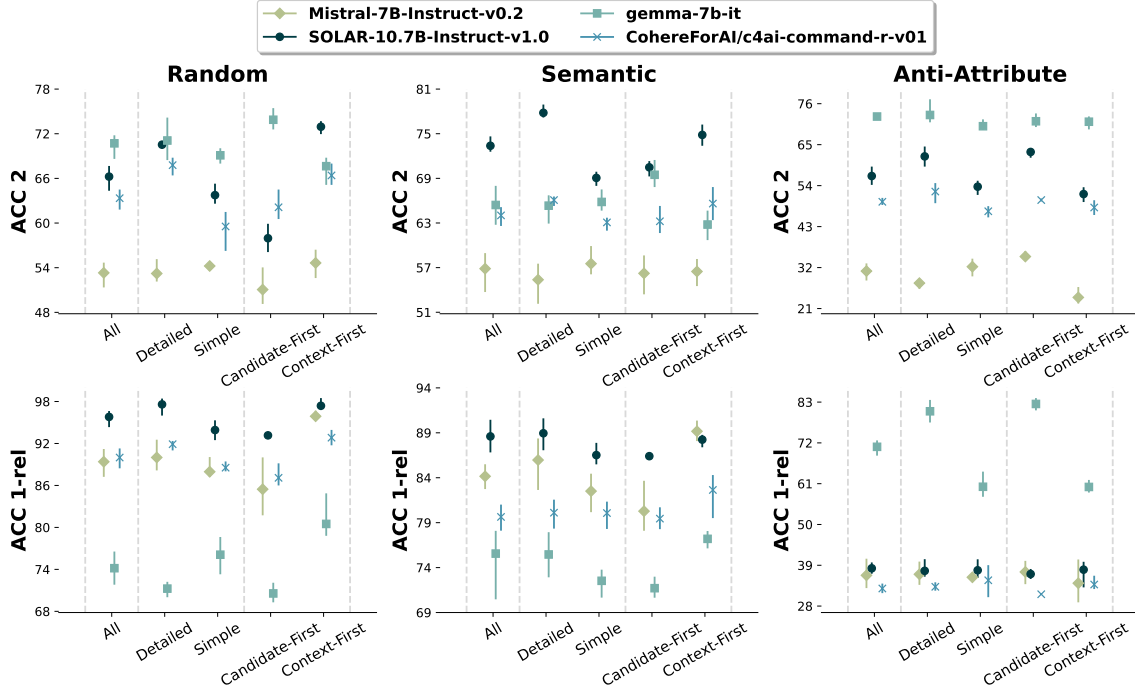 Mistral-7B-Instruct-v0.2 gemma-7b-it
SOLAR-10.7B-Instruct-v1.0 CohereForAI/c4ai-command-r-v01
Random
ACC 2
78
72
66
60
54
48
All Detailed Simple Candidate-First Context-First
Semantic
ACC 2
81
75
69
63
57
51
All Detailed Simple Candidate-First Context-First
Anti-Attribute
ACC 2
76
65
54
43
32
21
All Detailed Simple Candidate-First Context-First
ACC 1-rel
98
92
86
80
74
68
All Detailed Simple Candidate-First Context-First
ACC 1-rel
94
89
84
79
74
69
All Detailed Simple Candidate-First Context-First
ACC 1-rel
83
72
61
50
39
28
All Detailed Simple Candidate-First Context-First